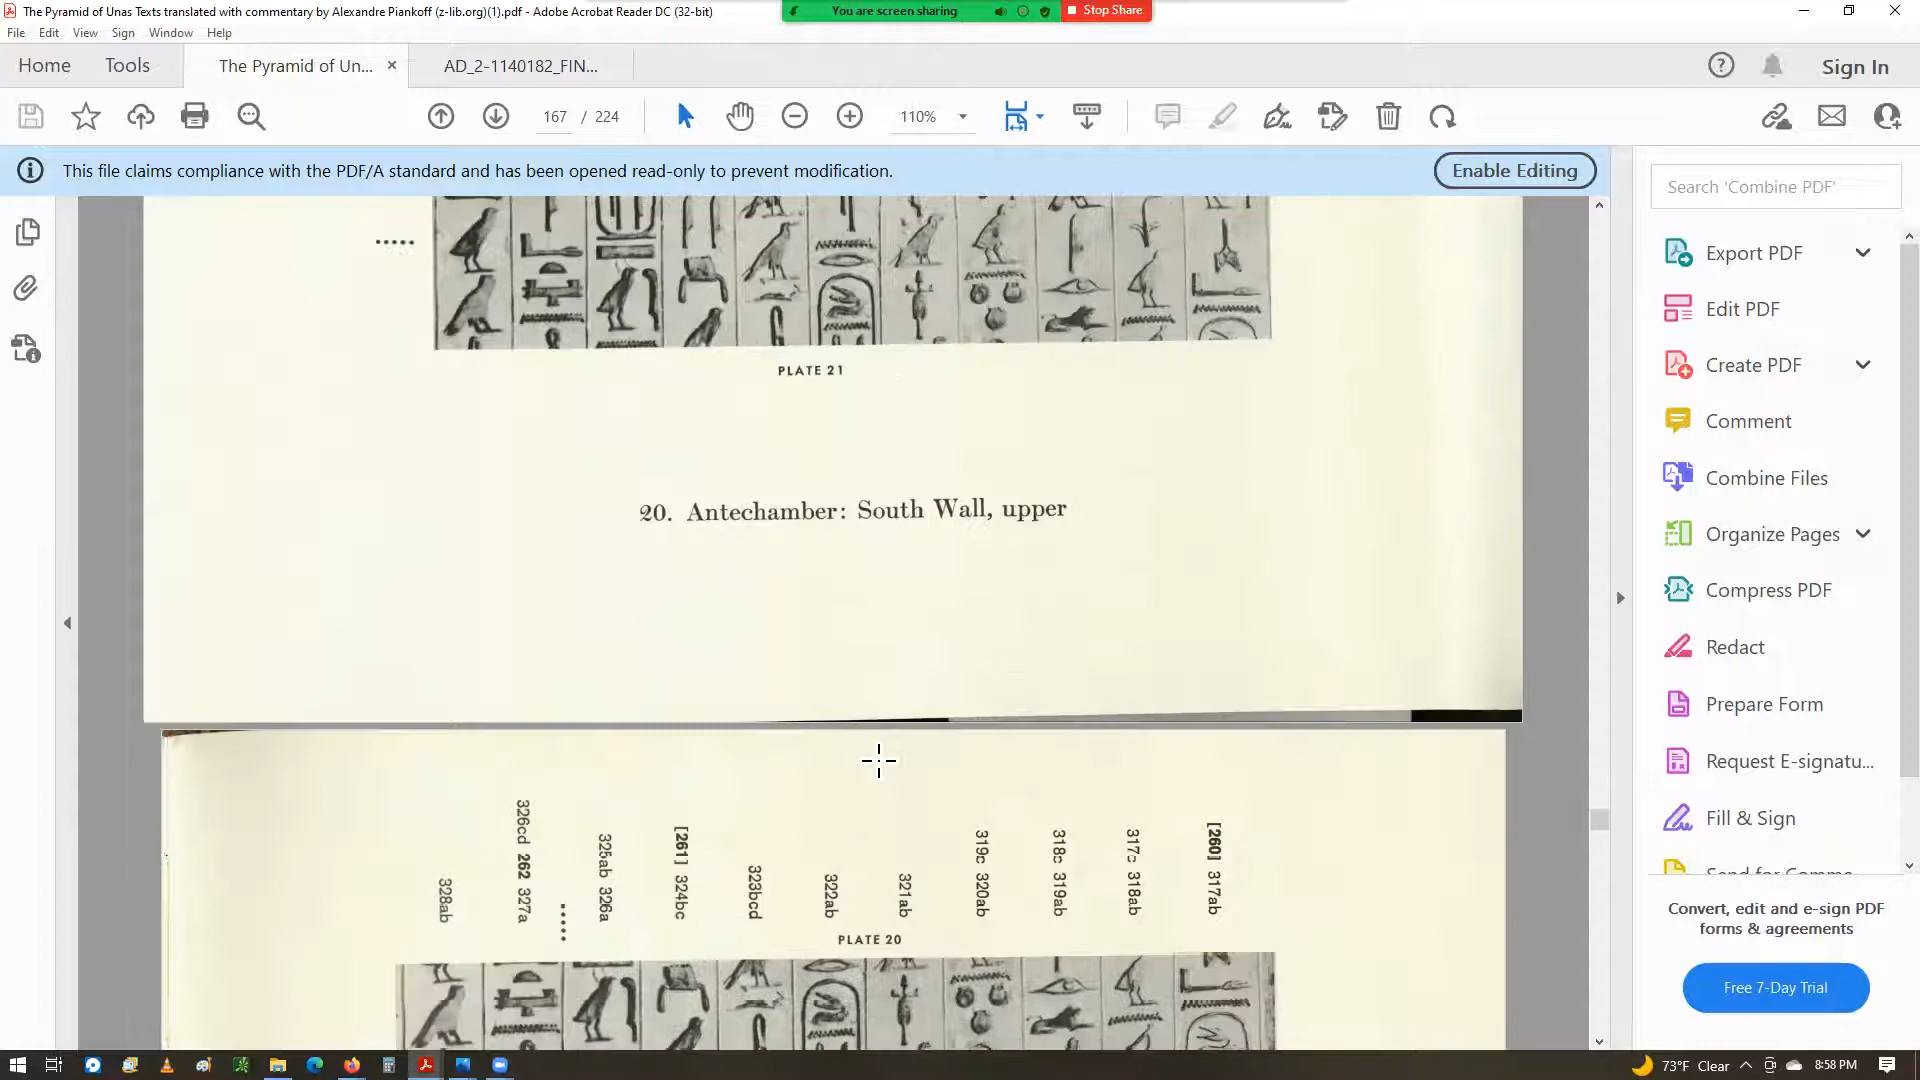 The Pyramid of Unas Texts translated with commentary by Alexandre Piankoff (z-lib.org)(1).pdf - Adobe Acrobat Reader DC (32-bit)
You are screen sharing
Stop Share
File Edit View Sign Window Help
Home Tools
The Pyramid of Un...
AD_2-1140182_FIN...
Sign In
167 / 224
110%
This file claims compliance with the PDF/A standard and has been opened read-only to prevent modification.
Enable Editing
Search 'Combine PDF'
Export PDF
Edit PDF
Create PDF
Comment
Combine Files
Organize Pages
Compress PDF
Redact
Prepare Form
Request E-signatu...
Fill & Sign
Send for Comme...
Convert, edit and e-sign PDF
forms & agreements
Free 7-Day Trial
.....
PLATE 21
20. Antechamber: South Wall, upper
328ab
326cd 262 327a
.....
325ab 326a
[261] 324bc
323bcd
322ab
321ab
319c 320ab
318c 319ab
317c 318ab
[260] 317ab
PLATE 20
73°F Clear
8:58 PM